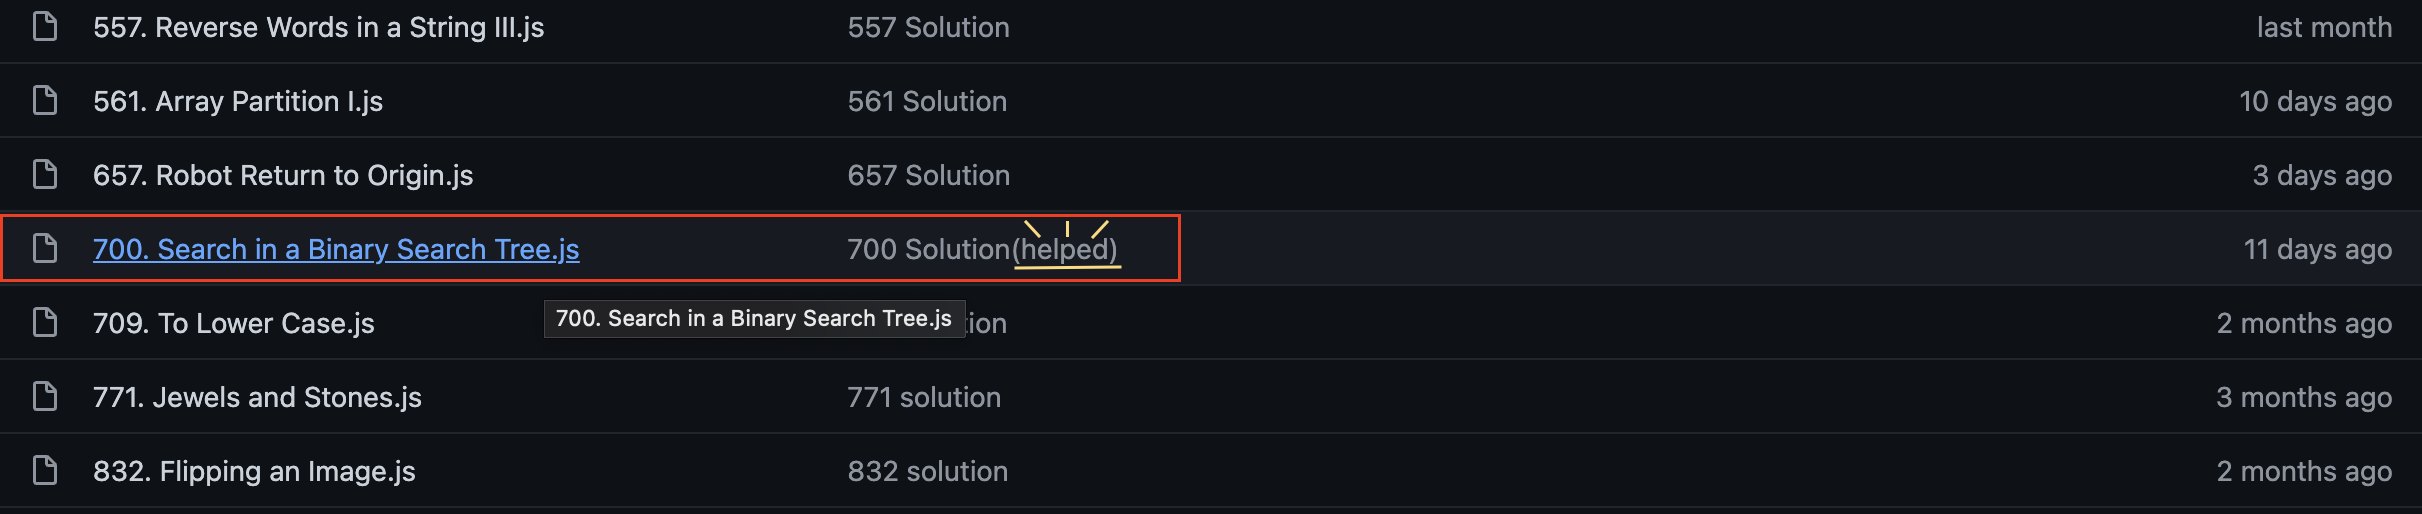 557. Reverse Words in a String III.js 557 Solution last month
561. Array Partition I.js 561 Solution 10 days ago
657. Robot Return to Origin.js 657 Solution 3 days ago
700. Search in a Binary Search Tree.js 700 Solution(helped) 11 days ago
700. Search in a Binary Search Tree.js
709. To Lower Case.js tion 2 months ago
771. Jewels and Stones.js 771 solution 3 months ago
832. Flipping an Image.js 832 solution 2 months ago